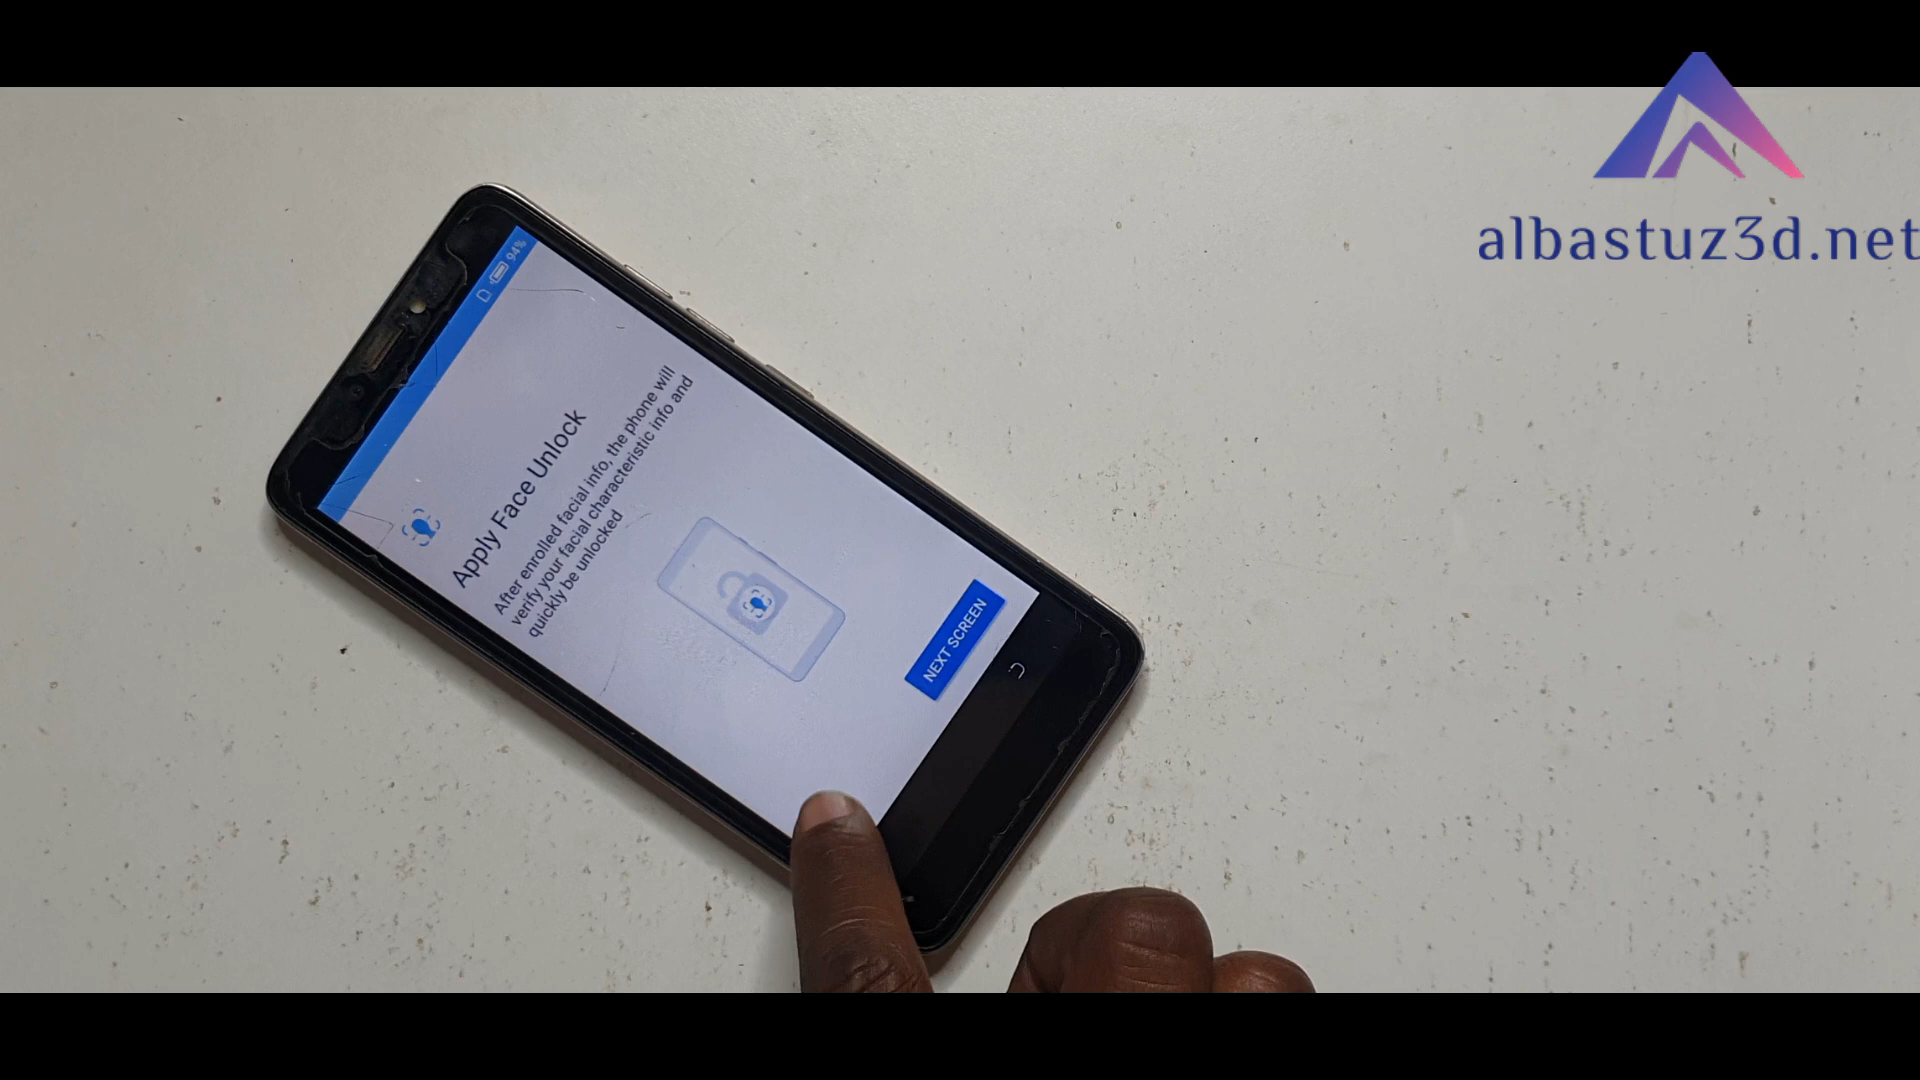 94%
Apply Face Unlock
After enrolled facial info, the phone will
verify your facial characteristic info and
quickly be unlocked
NEXT SCREEN
albastuz3d.net